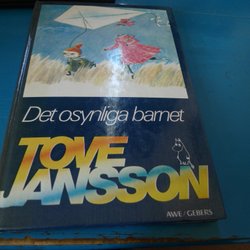 Det osynliga barnet
TOVE
JANSSON
AWE/GEBERS